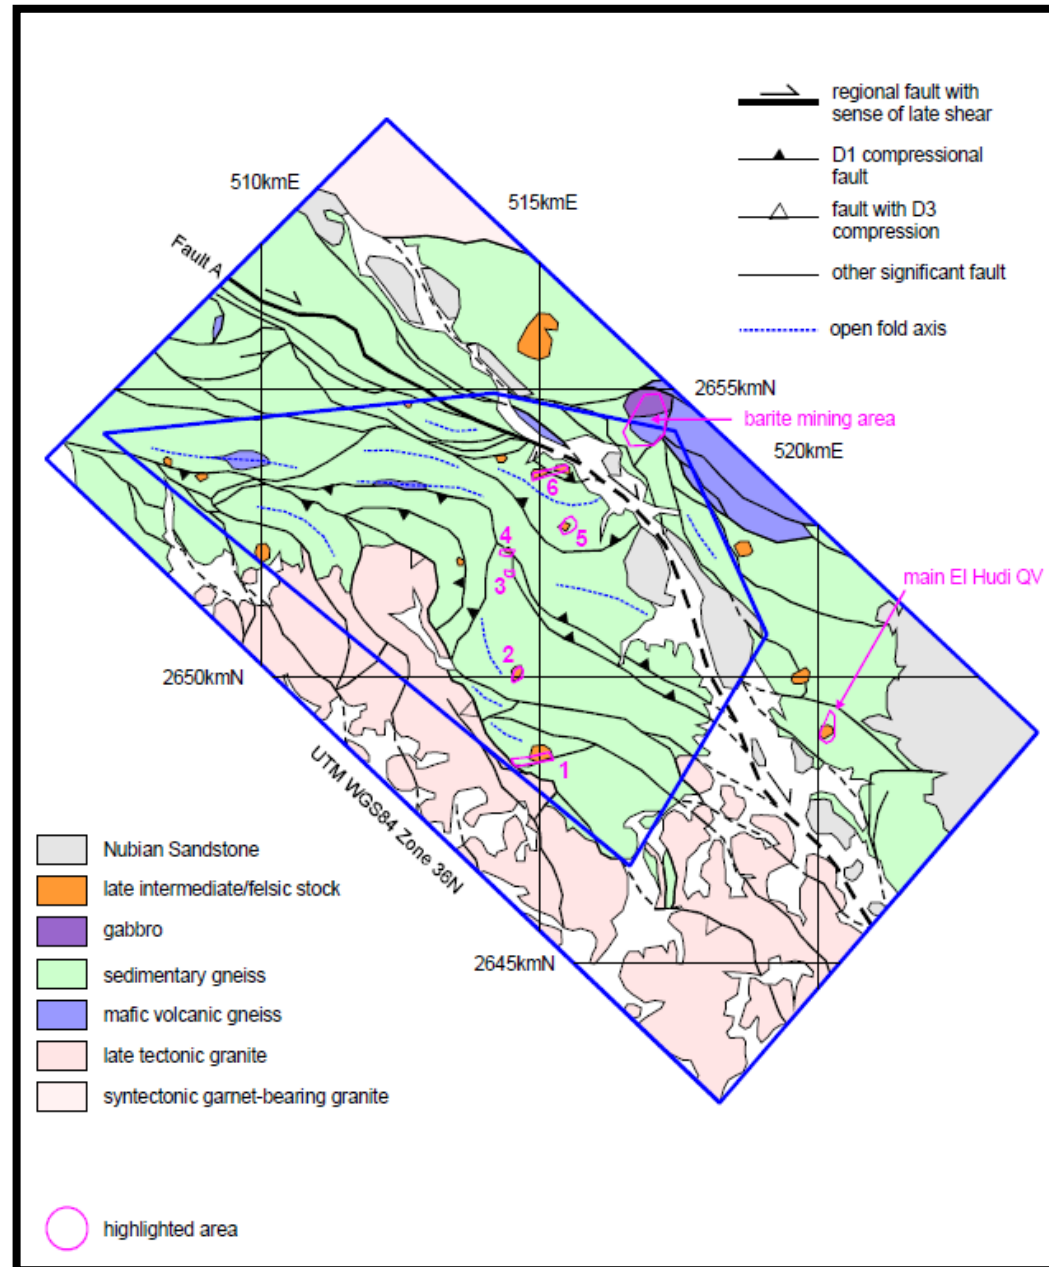 regional fault with
sense of late shear
D1 compressional
fault
fault with D3
compression
other significant fault
open fold axis
510kmE
515kmE
Fault A
2655kmN
barite mining area
520kmE
6
5
4
3
main El Hudi QV
2
2650kmN
1
UTM WGS84 Zone 36N
2645kmN
Nubian Sandstone
late intermediate/felsic stock
gabbro
sedimentary gneiss
mafic volcanic gneiss
late tectonic granite
syntectonic garnet-bearing granite
highlighted area